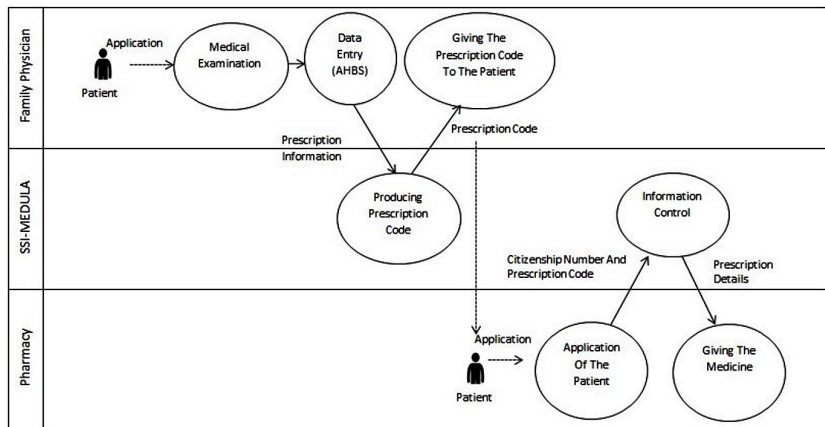 Family Physician
Application
Patient
Medical
Examination
Data
Entry
(AHBS)
Giving The
Prescription Code
To The Patient
Prescription
Information
Prescription Code
SSI-MEDULA
Producing
Prescription
Code
Information
Control
Citizenship Number And
Prescription Code
Prescription
Details
Pharmacy
Application
Patient
Application
Of The
Patient
Giving The
Medicine